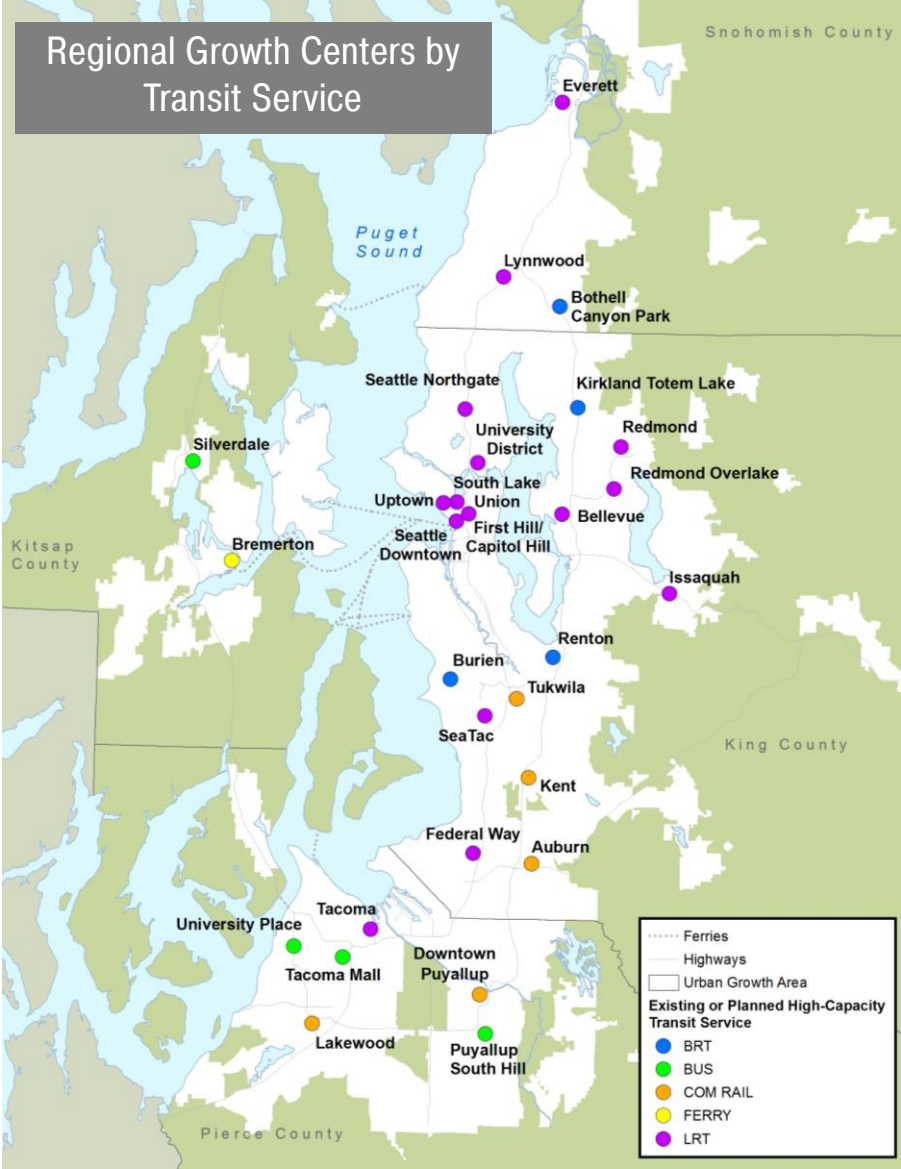 Regional Growth Centers by
Transit Service
Snohomish County
Everett
Puget
Sound
Lynnwood
Bothell
Canyon Park
Seattle Northgate
Kirkland Totem Lake
University
District
Redmond
Silverdale
South Lake
Union
Redmond Overlake
Uptown
Bellevue
Seattle
Downtown
First Hill/
Capitol Hill
Kitsap
County
Bremerton
Issaquah
Renton
Burien
Tukwila
SeaTac
King County
Kent
Federal Way
Auburn
Tacoma
University Place
Tacoma Mall
Downtown
Puyallup
Lakewood
Puyallup
South Hill
Pierce County
Ferries
Highways
Urban Growth Area
Existing or Planned High-Capacity
Transit Service
BRT
BUS
COM RAIL
FERRY
LRT